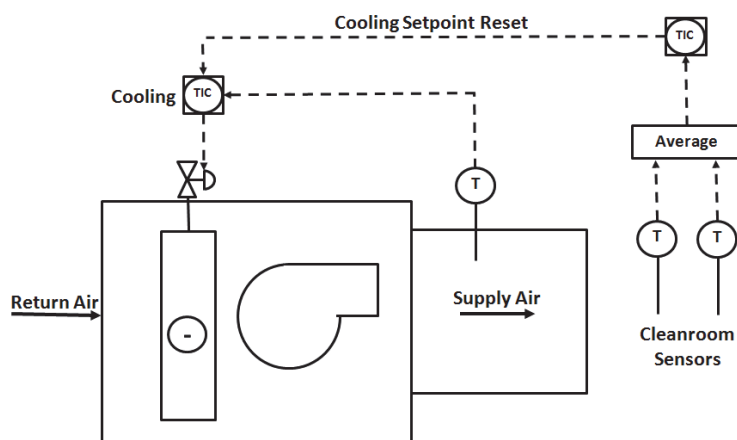 Cooling Setpoint Reset
TIC
Cooling
TIC
Average
T
T
T
Return Air
Supply Air
-
Cleanroom
Sensors